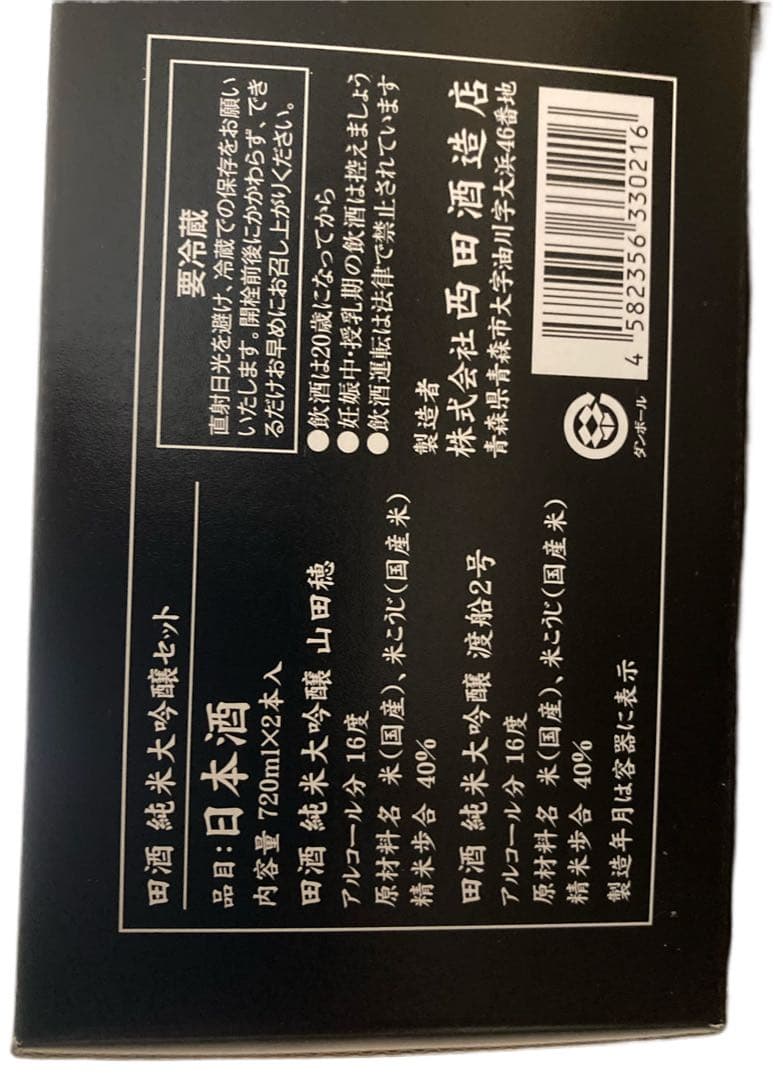 田酒 純米大吟醸セット
品目：日本酒
内容量 720ml×2本入
田酒 純米大吟醸 山田穂
アルコール分 16度
原材料名 米（国産）、米こうじ（国産米）
精米歩合 40%
田酒 純米大吟醸 渡船2号
アルコール分 16度
原材料名 米（国産）、米こうじ（国産米）
精米歩合 40%
製造年月は容器に表示
要冷蔵
直射日光を避け、冷蔵での保存をお願い
いたします。開栓前後にかかわらず、でき
るだけお早めにお召し上がりください。
●飲酒は20歳になってから
●妊娠中・授乳期の飲酒は控えましょう
●飲酒運転は法律で禁止されています
製造者
株式会社 西田酒造店
青森県青森市大字油川字大浜46番地
4582356330216
ダンボール